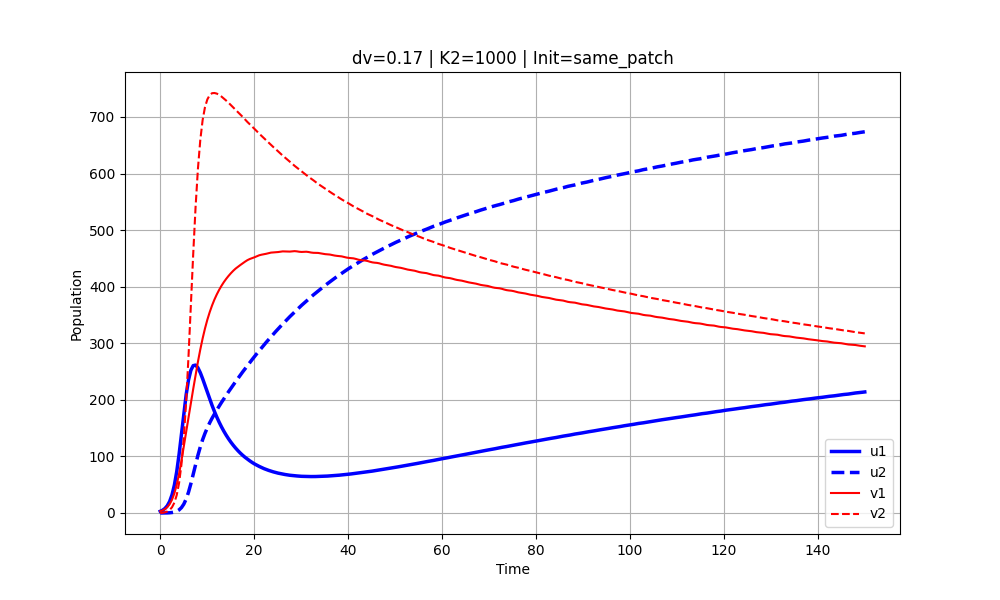 dv=0.17 | K2=1000 | Init=same_patch
Population
700
600
500
400
300
200
100
0
0 20 40 60 80 100 120 140
Time
u1
u2
v1
v2